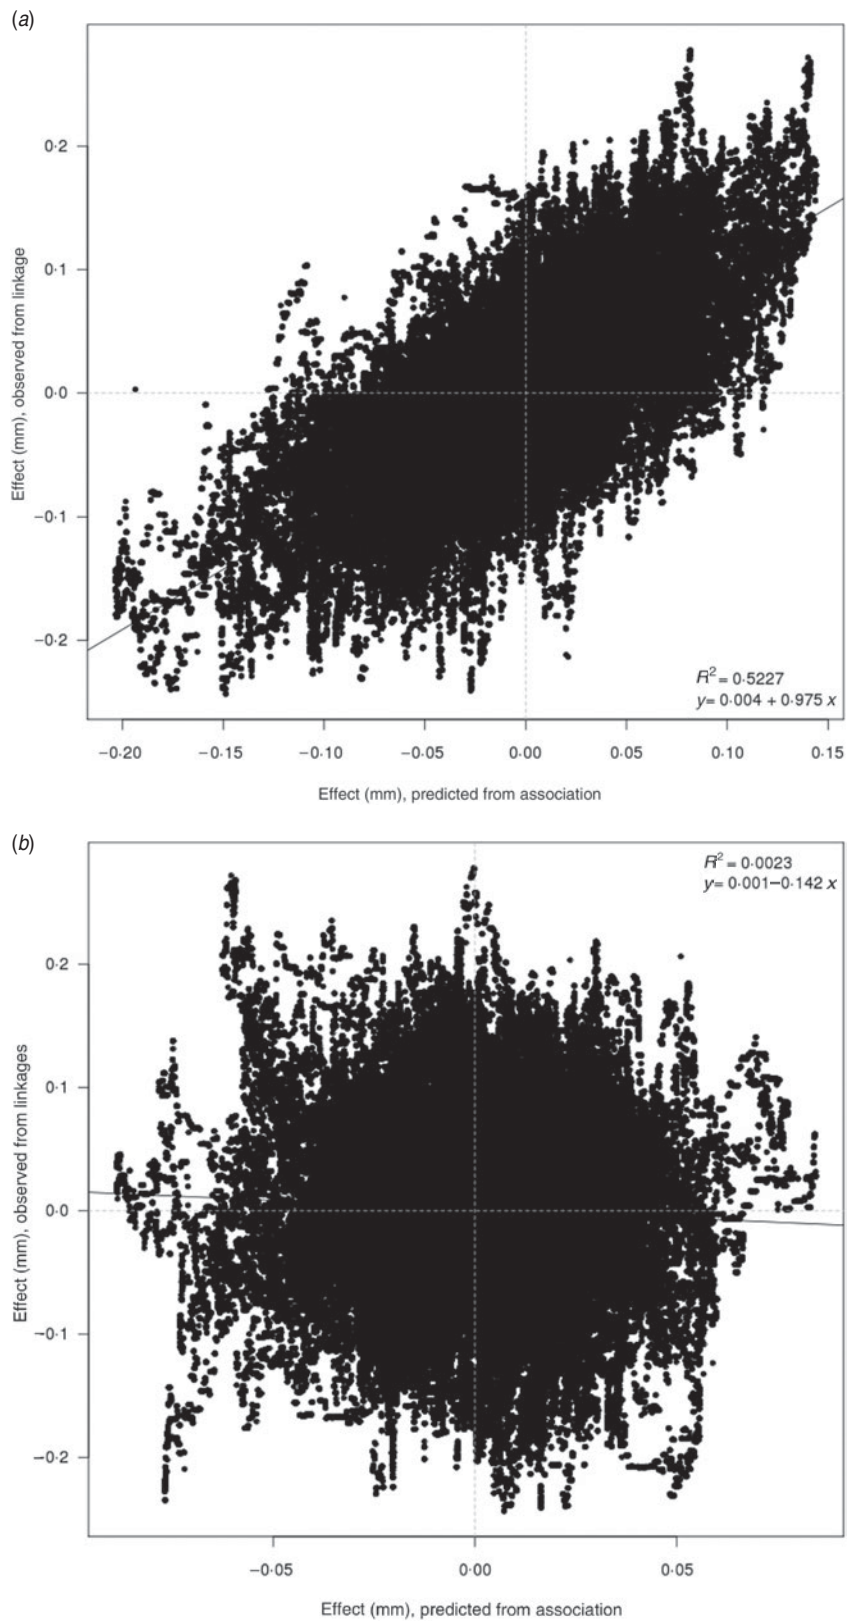 (a)
0·2
0·1
0·0
−0·1
−0·2
Effect (mm), observed from linkage
R² = 0·5227
y= 0·004 + 0·975 x
−0·20 −0·15 −0·10 −0·05 0·00 0·05 0·10 0·15
Effect (mm), predicted from association
(b)
R² = 0·0023
y= 0·001−0·142 x
0·2
0·1
0·0
−0·1
−0·2
Effect (mm), observed from linkages
−0·05 0·00 0·05
Effect (mm), predicted from association